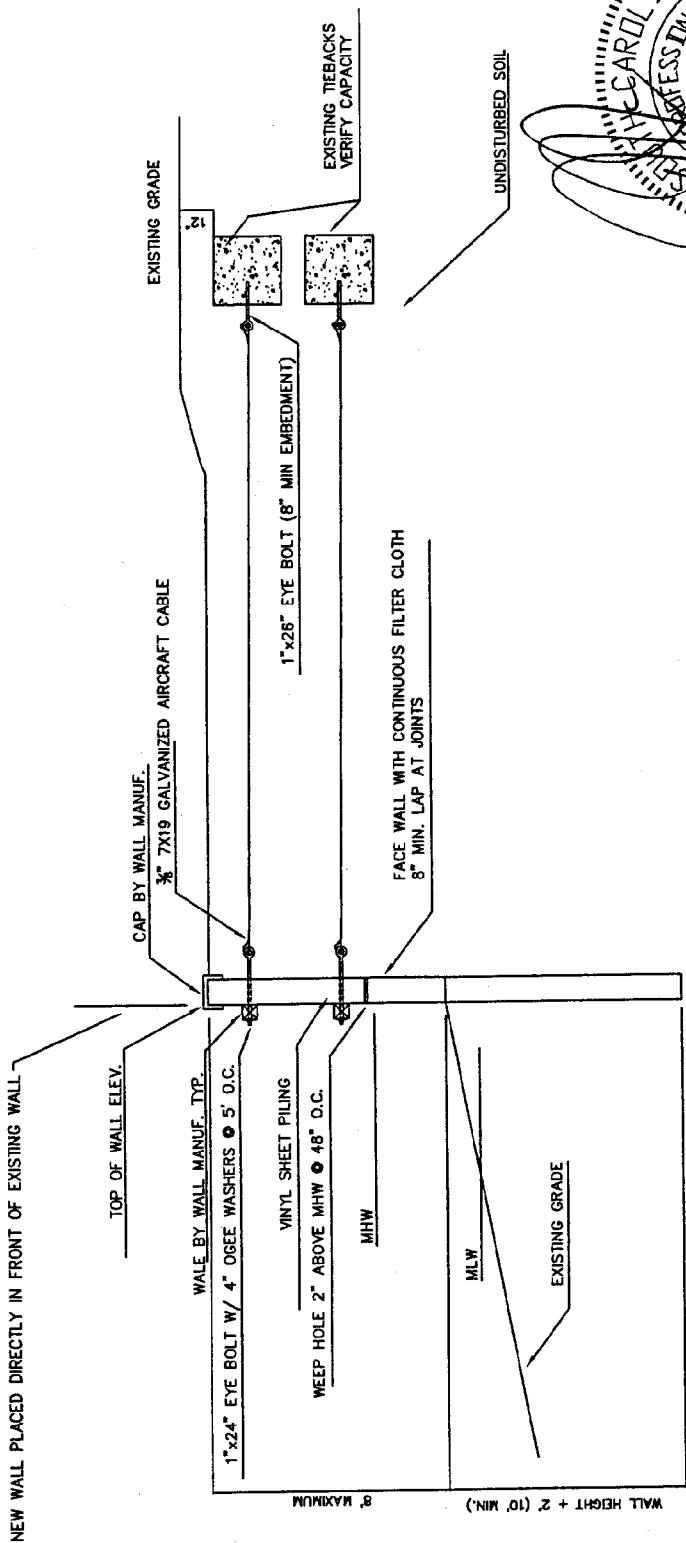 NEW WALL PLACED DIRECTLY IN FRONT OF EXISTING WALL
TOP OF WALL ELEV.
CAP BY WALL MANUF.
3/8" 7X19 GALVANIZED AIRCRAFT CABLE
EXISTING GRADE
12"
EXISTING TIEBACKS
VERIFY CAPACITY
WALE BY WALL MANUF. TYP.
1"x24" EYE BOLT W/ 4" OGEE WASHERS @ 5' O.C.
1"x26" EYE BOLT (8" MIN EMBEDMENT)
VINYL SHEET PILING
WEEP HOLE 2" ABOVE MHW @ 48" O.C.
MHW
FACE WALL WITH CONTINUOUS FILTER CLOTH
8" MIN. LAP AT JOINTS
UNDISTURBED SOIL
MLW
EXISTING GRADE
8' MAXIMUM
WALL HEIGHT + 2' (10' MIN.)